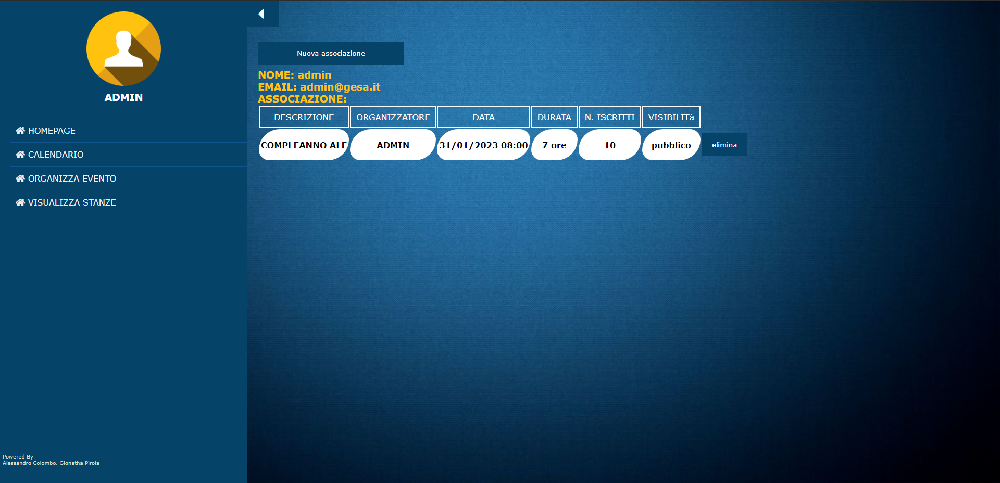 ADMIN
HOMEPAGE
CALENDARIO
ORGANIZZA EVENTO
VISUALIZZA STANZE
Powered By
Alessandro Colombo, Gionatha Pirola
Nuova associazione
NOME: admin
EMAIL: admin@gesa.it
ASSOCIAZIONE:
DESCRIZIONE ORGANIZZATORE DATA DURATA N. ISCRITTI VISIBILITà
COMPLEANNO ALE ADMIN 31/01/2023 08:00 7 ore 10 pubblico elimina